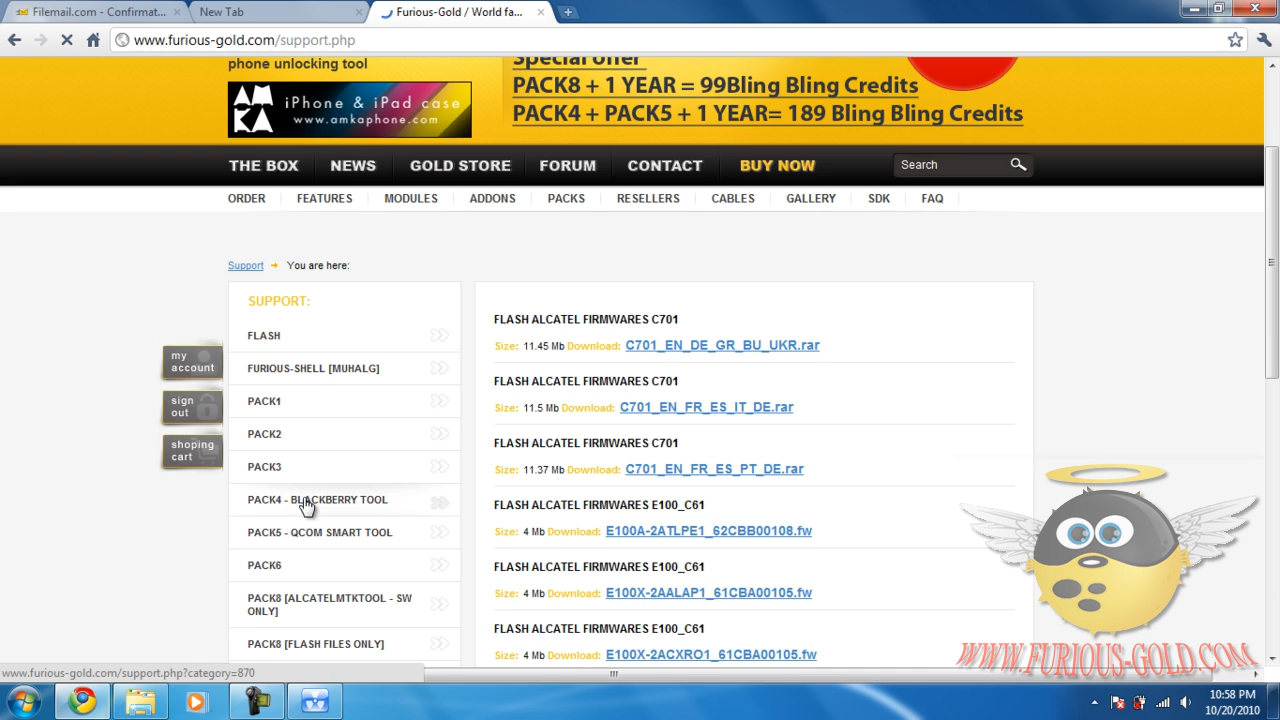 Filemail.com - Confirmat...
New Tab
Furious-Gold / World fa...
www.furious-gold.com/support.php
phone unlocking tool
Special offer
PACK8 + 1 YEAR = 99Bling Bling Credits
PACK4 + PACK5 + 1 YEAR= 189 Bling Bling Credits
AMKA
iPhone & iPad case
www.amkaphone.com
THE BOX
NEWS
GOLD STORE
FORUM
CONTACT
BUY NOW
Search
ORDER
FEATURES
MODULES
ADDONS
PACKS
RESELLERS
CABLES
GALLERY
SDK
FAQ
Support
You are here:
my
account
sign
out
shoping
cart
SUPPORT:
FLASH
FURIOUS-SHELL [MUHALG]
PACK1
PACK2
PACK3
PACK4 - BLACKBERRY TOOL
PACK5 - QCOM SMART TOOL
PACK6
PACK8 [ALCATELMTKTOOL - SW
ONLY]
PACK8 [FLASH FILES ONLY]
FLASH ALCATEL FIRMWARES C701
Size: 11.45 Mb Download: C701_EN_DE_GR_BU_UKR.rar
FLASH ALCATEL FIRMWARES C701
Size: 11.5 Mb Download: C701_EN_FR_ES_IT_DE.rar
FLASH ALCATEL FIRMWARES C701
Size: 11.37 Mb Download: C701_EN_FR_ES_PT_DE.rar
FLASH ALCATEL FIRMWARES E100_C61
Size: 4 Mb Download: E100A-2ATLPE1_62CBB00108.fw
FLASH ALCATEL FIRMWARES E100_C61
Size: 4 Mb Download: E100X-2AALAP1_61CBA00105.fw
FLASH ALCATEL FIRMWARES E100_C61
Size: 4 Mb Download: E100X-2ACXRO1_61CBA00105.fw
WWW.FURIOUS-GOLD.COM
www.furious-gold.com/support.php?category=870
10:58 PM
10/20/2010